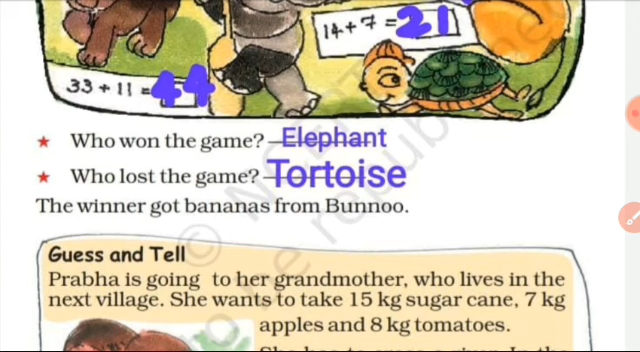 14+7 = 21
33 + 11 = 44
★ Who won the game? Elephant
★ Who lost the game? Tortoise
The winner got bananas from Bunnoo.
Guess and Tell
Prabha is going to her grandmother, who lives in the
next village. She wants to take 15 kg sugar cane, 7 kg
apples and 8 kg tomatoes.